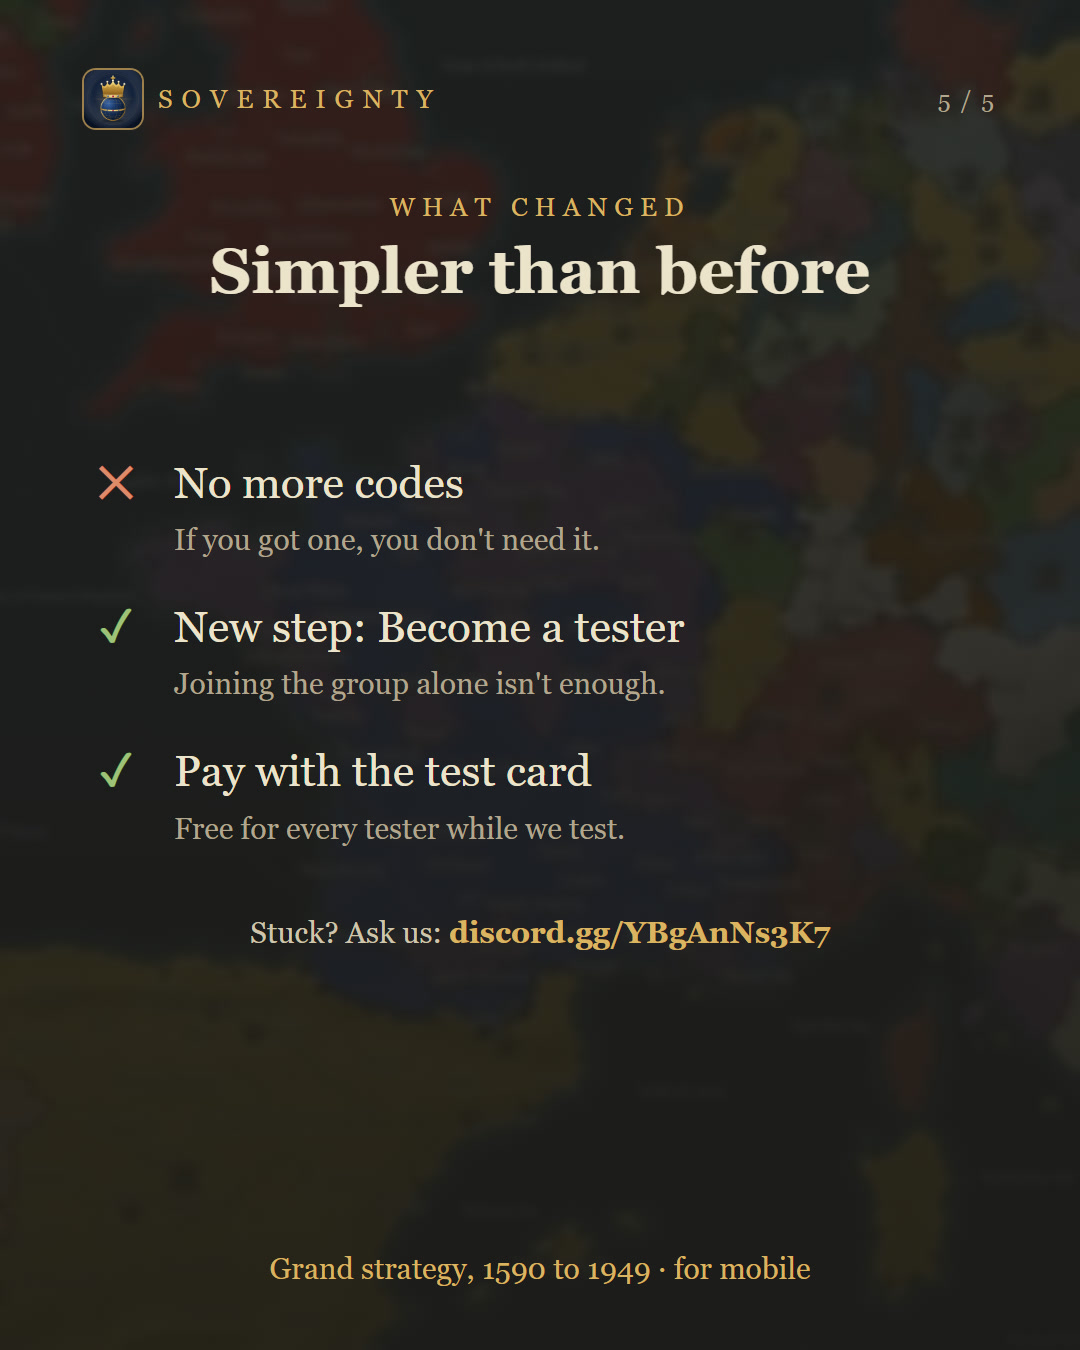 SOVEREIGNTY
5 / 5
WHAT CHANGED
Simpler than before
No more codes
If you got one, you don't need it.
New step: Become a tester
Joining the group alone isn't enough.
Pay with the test card
Free for every tester while we test.
Stuck? Ask us: discord.gg/YBgAnNs3K7
Grand strategy, 1590 to 1949 · for mobile